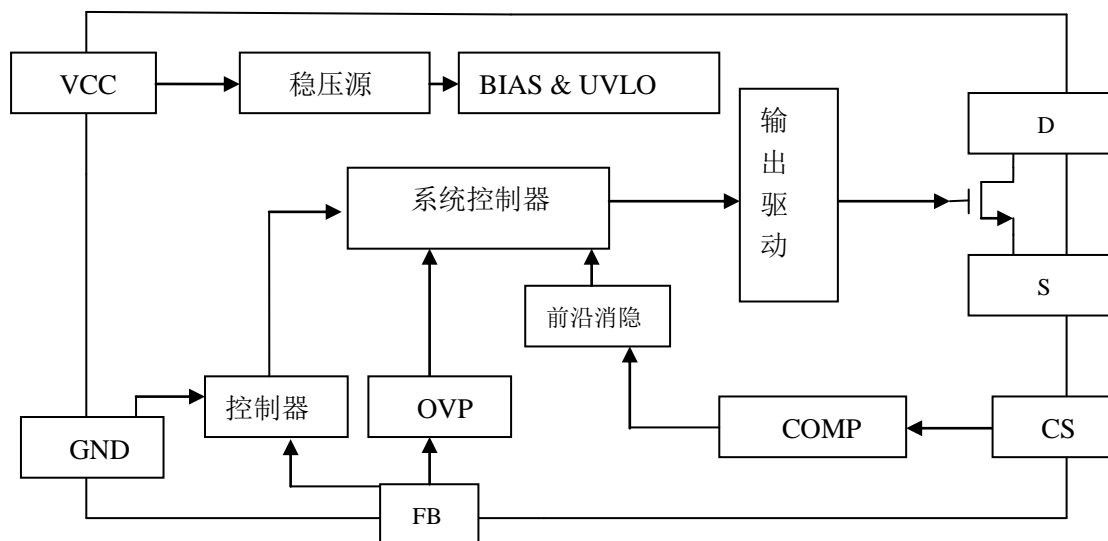 VCC
稳压源
BIAS & UVLO
输出驱动
D
系统控制器
S
前沿消隐
控制器
OVP
COMP
CS
GND
FB